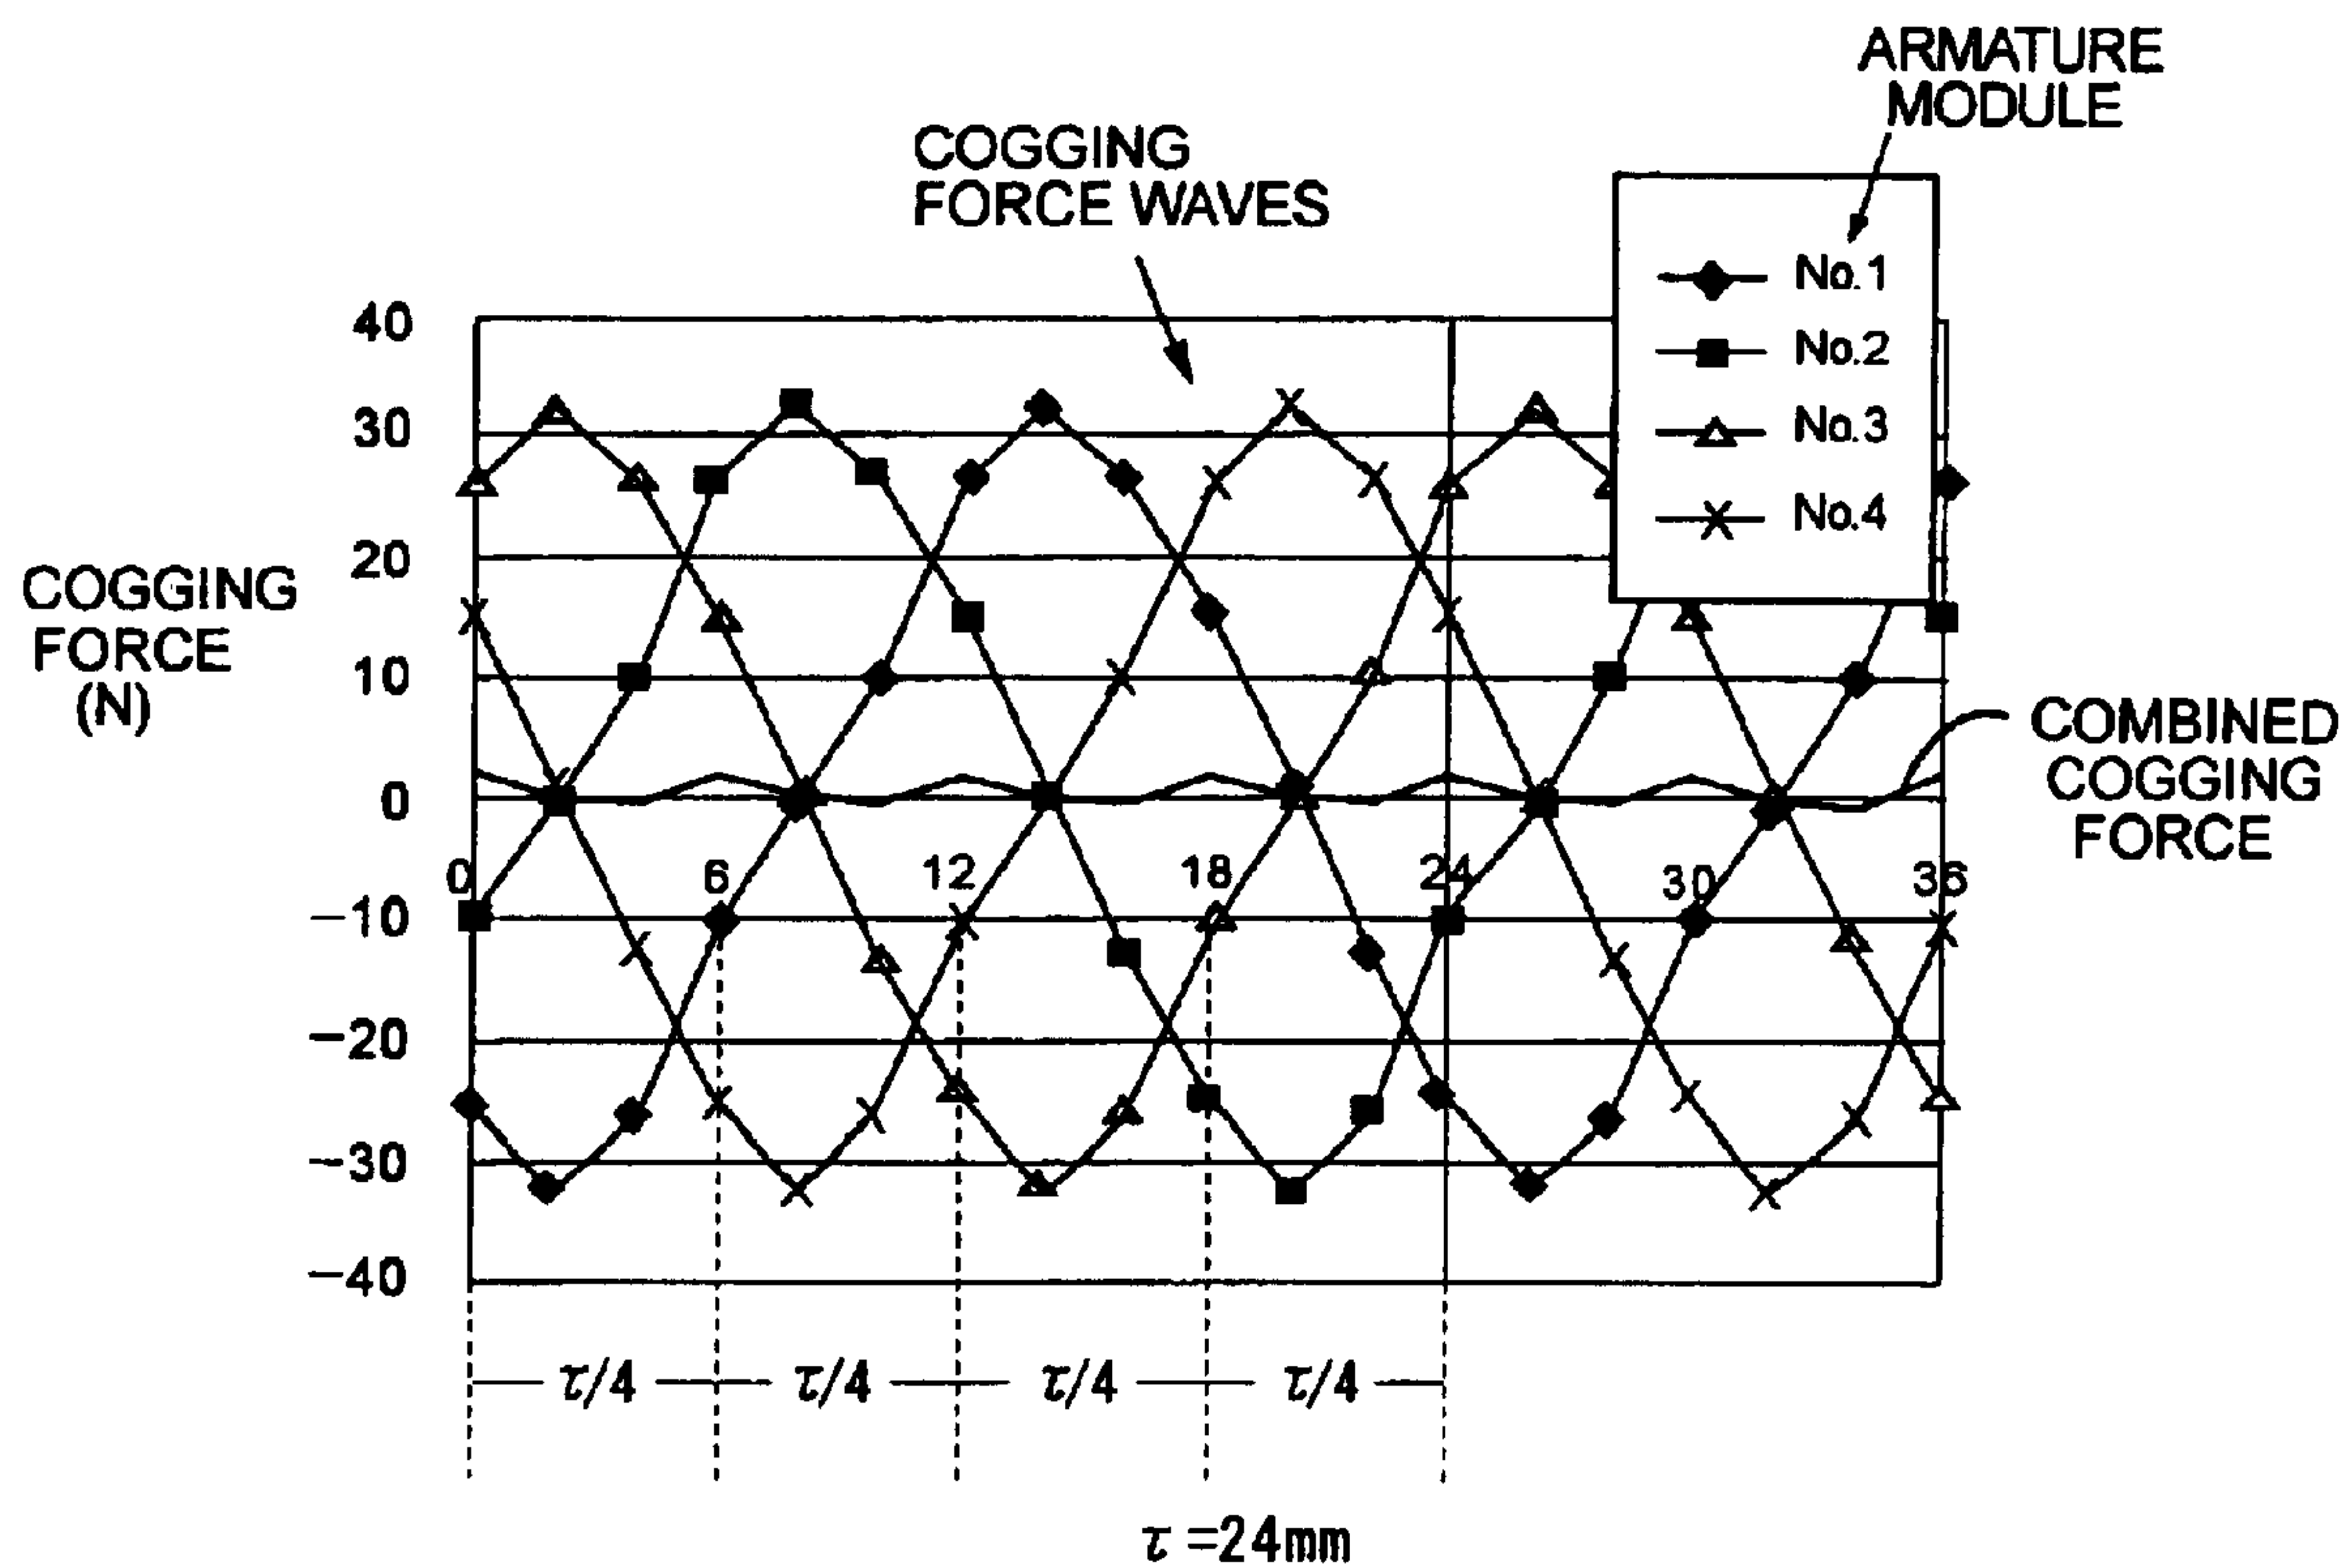 ARMATURE
MODULE
COGGING
FORCE WAVES
No.1
No.2
No.3
No.4
40
30
20
10
0
−10
−20
−30
−40
COGGING
FORCE
(N)
0 6 12 18 24 30 36
COMBINED
COGGING
FORCE
τ/4 τ/4 τ/4 τ/4
τ=24mm